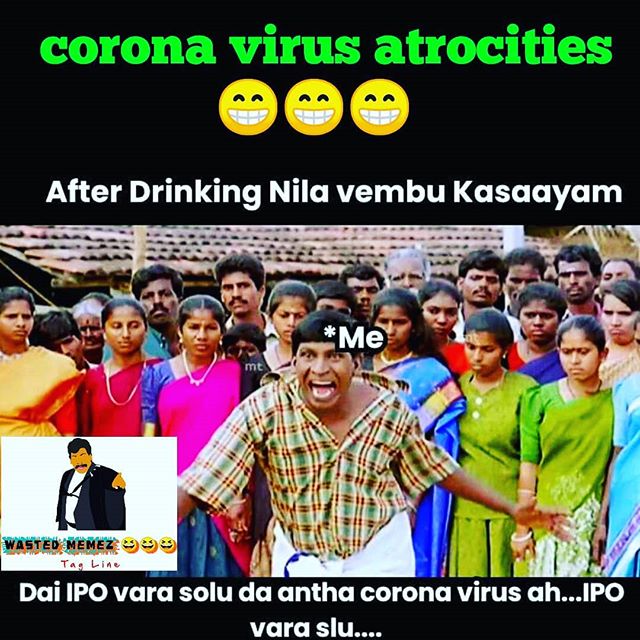 corona virus atrocities
😁😁😁
After Drinking Nila vembu Kasaayam
*Me
mt
WASTED MEMEZ 😆😆😆
Tag Line
Dai IPO vara solu da antha corona virus ah...IPO
vara slu....